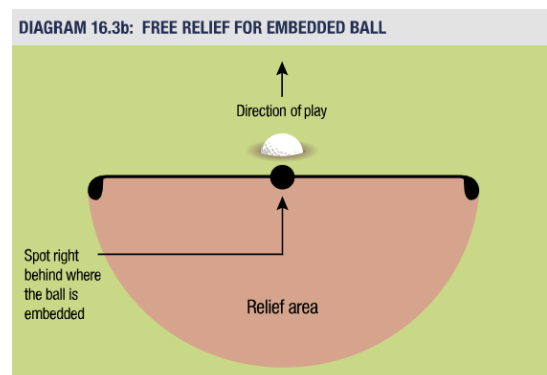 DIAGRAM 16.3b: FREE RELIEF FOR EMBEDDED BALL
Direction of play
Spot right
behind where
the ball is
embedded
Relief area